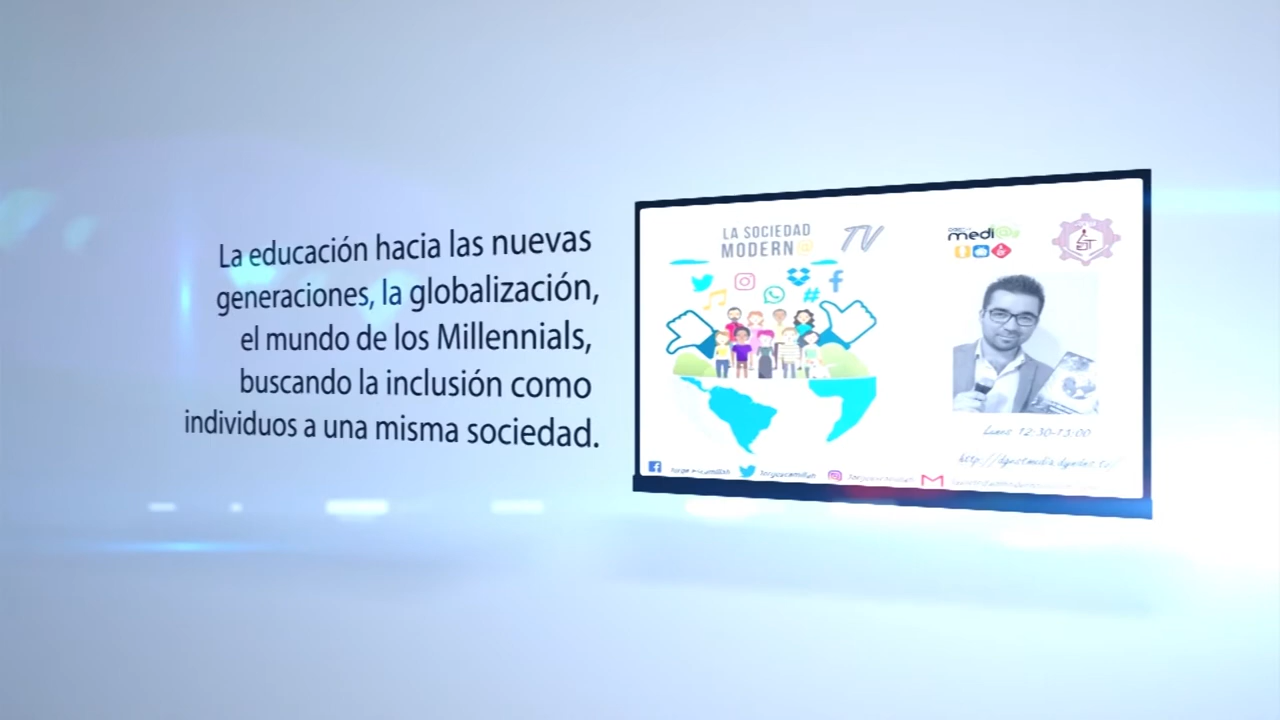 La educación hacia las nuevas
generaciones, la globalización,
el mundo de los Millennials,
buscando la inclusión como
individuos a una misma sociedad.
LA SOCIEDAD
MODERN@
TV
medi@
#
Lunes 12:30-13:00